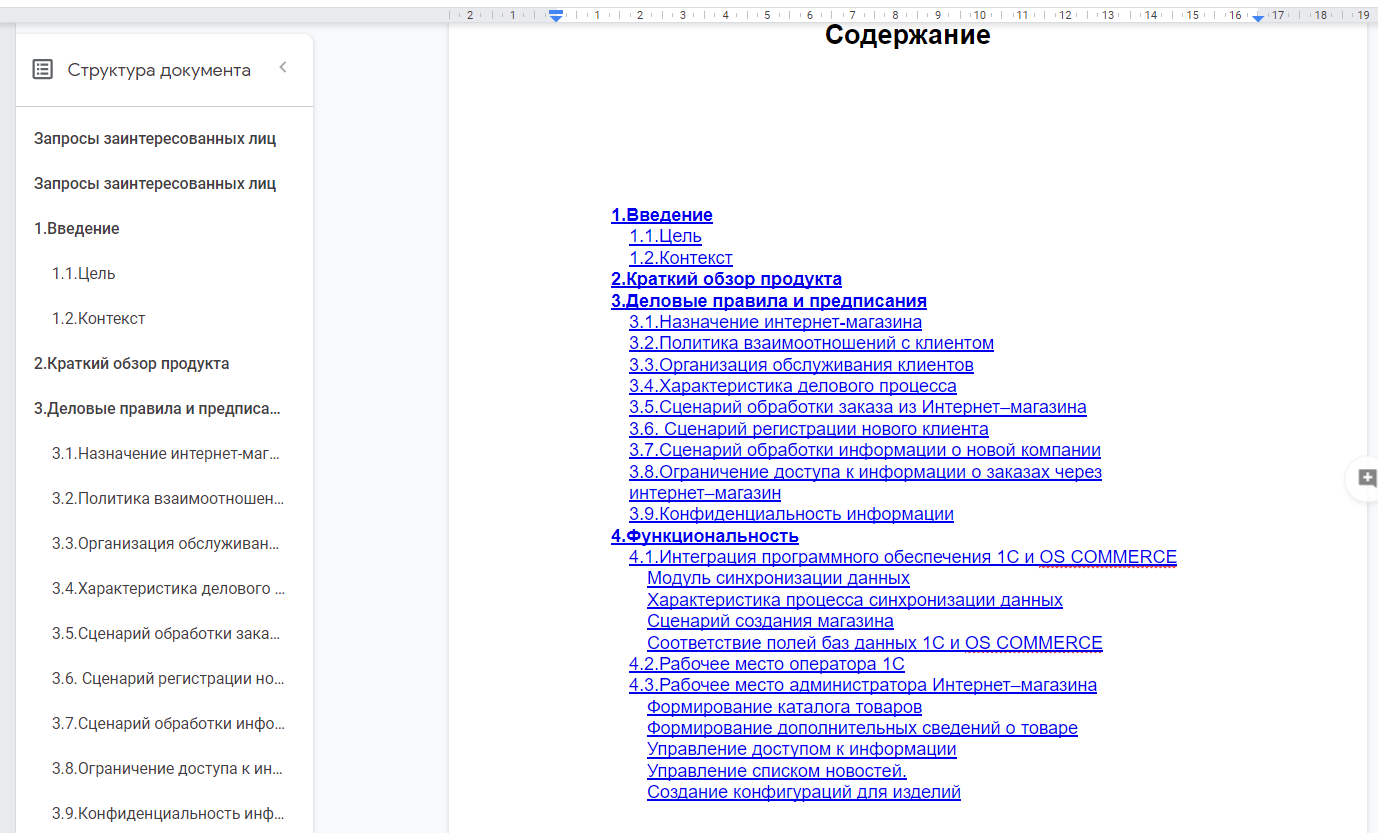 2 1 1 2 3 4 5 6 7 8 9 10 11 12 13 14 15 16 17 18 19
Структура документа
Запросы заинтересованных лиц
Запросы заинтересованных лиц
1.Введение
1.1.Цель
1.2.Контекст
2.Краткий обзор продукта
3.Деловые правила и предписа...
3.1.Назначение интернет-маг...
3.2.Политика взаимоотношен...
3.3.Организация обслуживан...
3.4.Характеристика делового ...
3.5.Сценарий обработки зака...
3.6. Сценарий регистрации но...
3.7.Сценарий обработки инфо...
3.8.Ограничение доступа к ин...
3.9.Конфиденциальность инф...
Содержание
1.Введение
1.1.Цель
1.2.Контекст
2.Краткий обзор продукта
3.Деловые правила и предписания
3.1.Назначение интернет-магазина
3.2.Политика взаимоотношений с клиентом
3.3.Организация обслуживания клиентов
3.4.Характеристика делового процесса
3.5.Сценарий обработки заказа из Интернет–магазина
3.6. Сценарий регистрации нового клиента
3.7.Сценарий обработки информации о новой компании
3.8.Ограничение доступа к информации о заказах через
интернет–магазин
3.9.Конфиденциальность информации
4.Функциональность
4.1.Интеграция программного обеспечения 1С и OS COMMERCE
Модуль синхронизации данных
Характеристика процесса синхронизации данных
Сценарий создания магазина
Соответствие полей баз данных 1С и OS COMMERCE
4.2.Рабочее место оператора 1С
4.3.Рабочее место администратора Интернет–магазина
Формирование каталога товаров
Формирование дополнительных сведений о товаре
Управление доступом к информации
Управление списком новостей.
Создание конфигураций для изделий